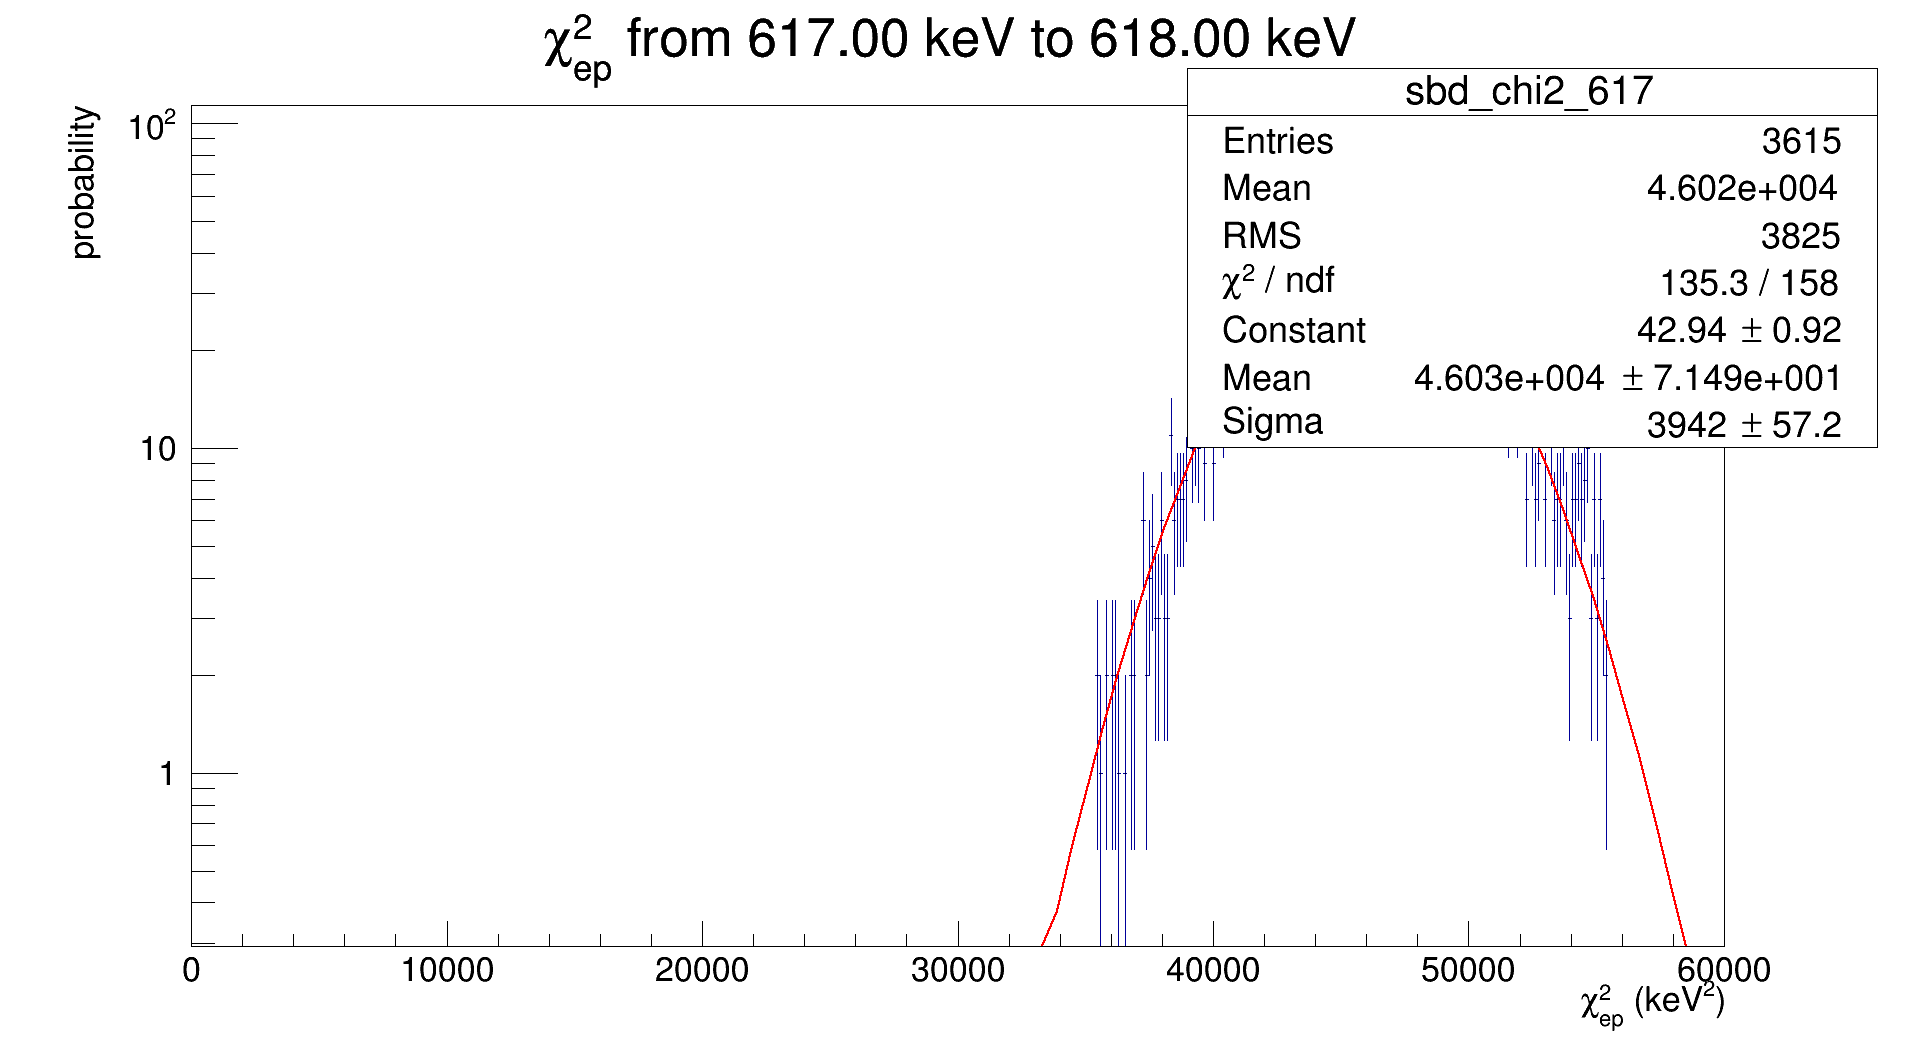 χ²ep from 617.00 keV to 618.00 keV
sbd_chi2_617
Entries 3615
Mean 4.602e+004
RMS 3825
χ² / ndf 135.3 / 158
Constant 42.94 ± 0.92
Mean 4.603e+004 ± 7.149e+001
Sigma 3942 ± 57.2
probability
10²
10
1
0 10000 20000 30000 40000 50000 60000
χ²ep (keV²)